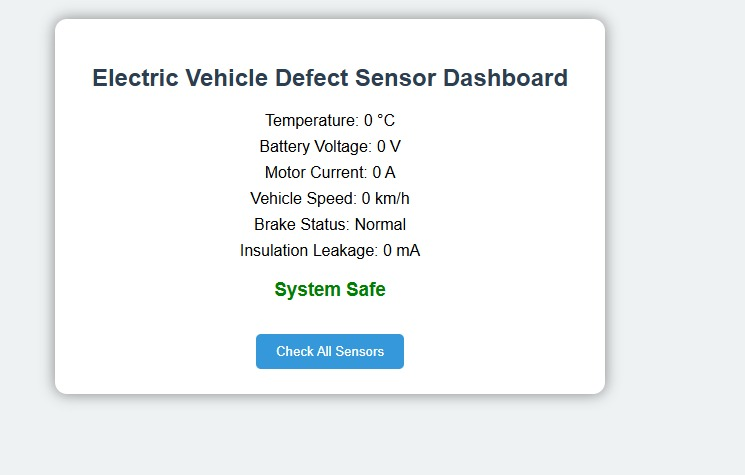 Electric Vehicle Defect Sensor Dashboard
Temperature: 0 °C
Battery Voltage: 0 V
Motor Current: 0 A
Vehicle Speed: 0 km/h
Brake Status: Normal
Insulation Leakage: 0 mA
System Safe
Check All Sensors